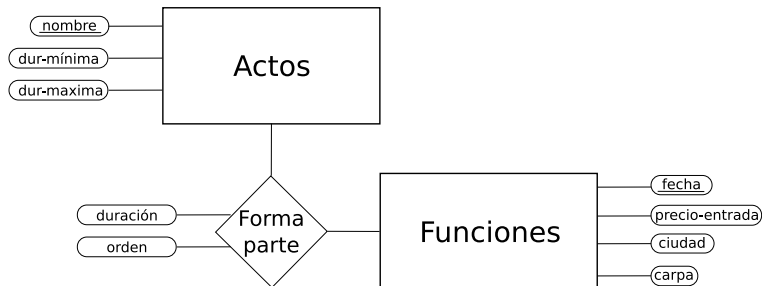 nombre
dur-mínima
dur-maxima
Actos
duración
orden
Forma
parte
Funciones
fecha
precio-entrada
ciudad
carpa